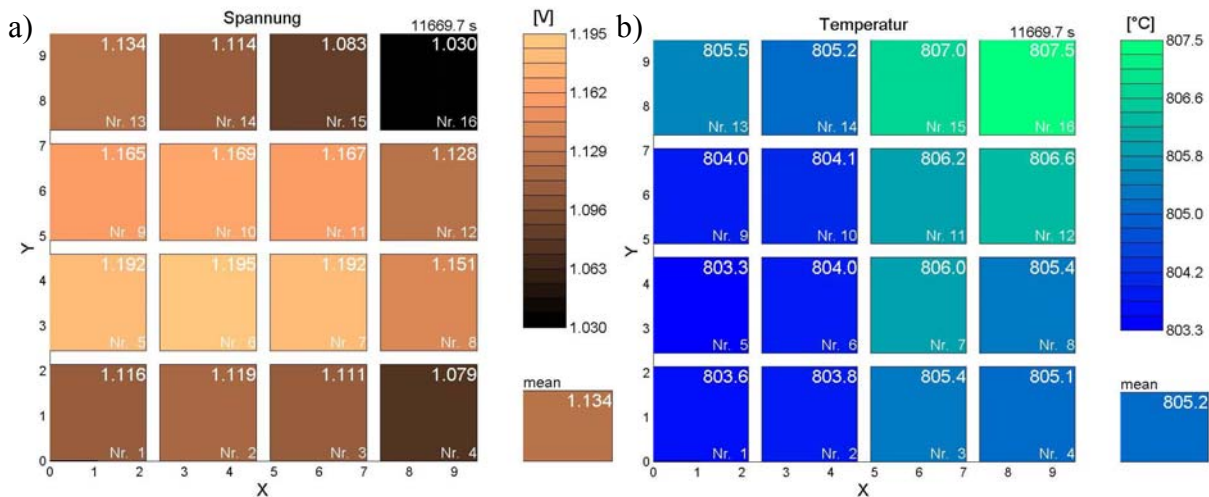 a)
Spannung
11669.7 s
[V]
9
8
7
6
5
4
3
2
1
0
Y
1.134
1.114
1.083
1.030
Nr. 13
Nr. 14
Nr. 15
Nr. 16
1.165
1.169
1.167
1.128
Nr. 9
Nr. 10
Nr. 11
Nr. 12
1.192
1.195
1.192
1.151
Nr. 5
Nr. 6
Nr. 7
Nr. 8
1.116
1.119
1.111
1.079
Nr. 1
Nr. 2
Nr. 3
Nr. 4
0 1 2 3 4 5 6 7 8 9
X
1.195
1.162
1.129
1.096
1.063
1.030
mean
1.134
b)
Temperatur
11669.7 s
[°C]
9
8
7
6
5
4
3
2
1
0
Y
805.5
805.2
807.0
807.5
Nr. 13
Nr. 14
Nr. 15
Nr. 16
804.0
804.1
806.2
806.6
Nr. 9
Nr. 10
Nr. 11
Nr. 12
803.3
804.0
806.0
805.4
Nr. 5
Nr. 6
Nr. 7
Nr. 8
803.6
803.8
805.4
805.1
Nr. 1
Nr. 2
Nr. 3
Nr. 4
0 1 2 3 4 5 6 7 8 9
X
807.5
806.6
805.8
805.0
804.2
803.3
mean
805.2